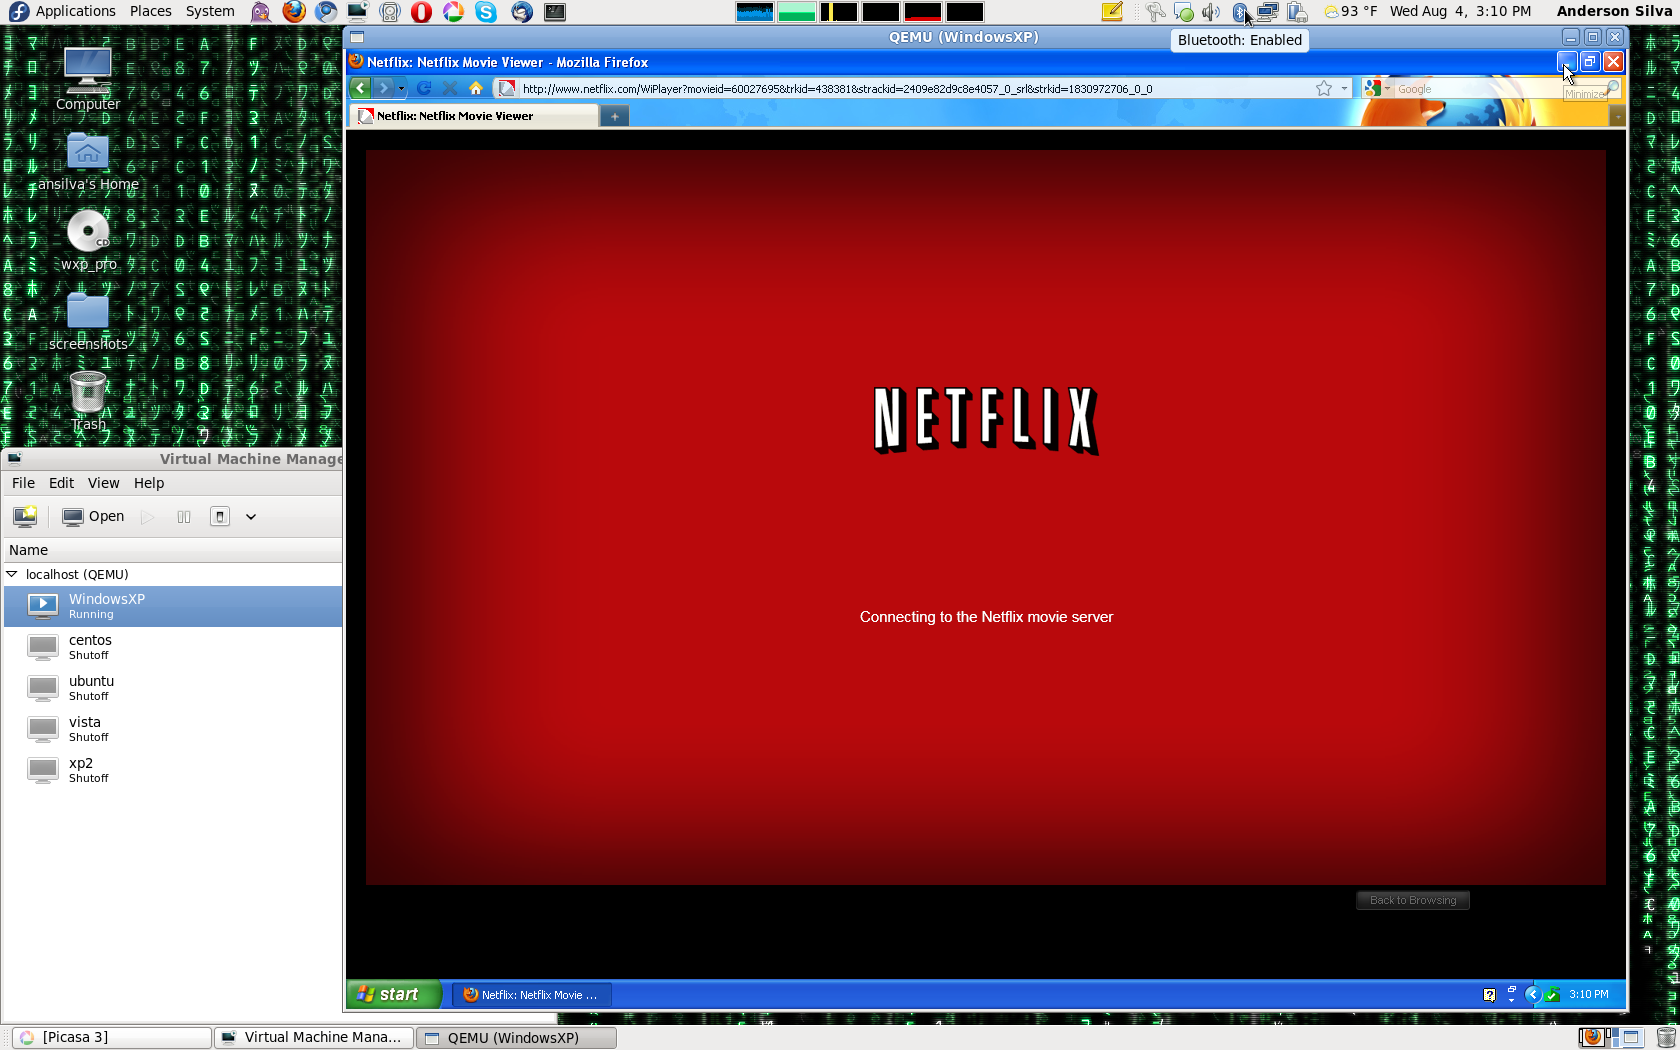 Applications Places System
93 °F Wed Aug 4, 3:10 PM Anderson Silva
QEMU (WindowsXP)
Bluetooth: Enabled
Netflix: Netflix Movie Viewer - Mozilla Firefox
http://www.netflix.com/WiPlayer?movieid=60027695&trkid=438381&strackid=2409e82d9c8e4057_0_srl&strkid=1830972706_0_0
Google
Minimize
Netflix: Netflix Movie Viewer
Computer
ansilva's Home
CD
wxp_pro
screenshots
Trash
NETFLIX
Connecting to the Netflix movie server
Back to Browsing
Virtual Machine Manage
File Edit View Help
Open
Name
localhost (QEMU)
WindowsXP
Running
centos
Shutoff
ubuntu
Shutoff
vista
Shutoff
xp2
Shutoff
start
Netflix: Netflix Movie ...
3:10 PM
[Picasa 3]
Virtual Machine Mana...
QEMU (WindowsXP)